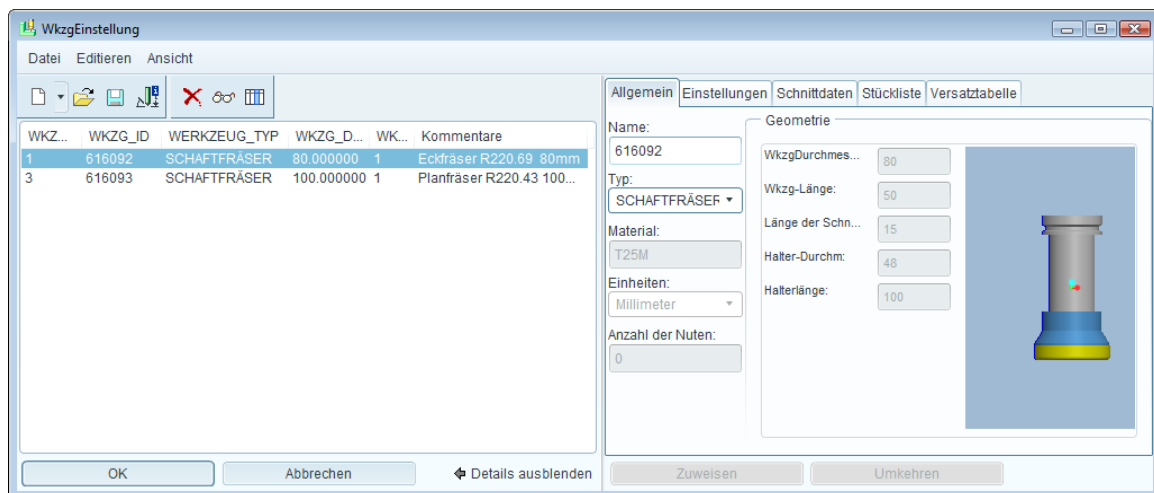 WkzgEinstellung
Datei Editieren Ansicht
WKZ... WKZG_ID WERKZEUG_TYP WKZG_D... WK... Kommentare
1 616092 SCHAFTFRÄSER 80.000000 1 Eckfräser R220.69 80mm
3 616093 SCHAFTFRÄSER 100.000000 1 Planfräser R220.43 100...
OK Abbrechen Details ausblenden
Allgemein Einstellungen Schnittdaten Stückliste Versatztabelle
Name:
616092
Typ:
SCHAFTFRÄSER
Material:
T25M
Einheiten:
Millimeter
Anzahl der Nuten:
0
Geometrie
WkzgDurchmes... 80
Wkzg-Länge: 50
Länge der Schn... 15
Halter-Durchm: 48
Halterlänge: 100
Zuweisen Umkehren